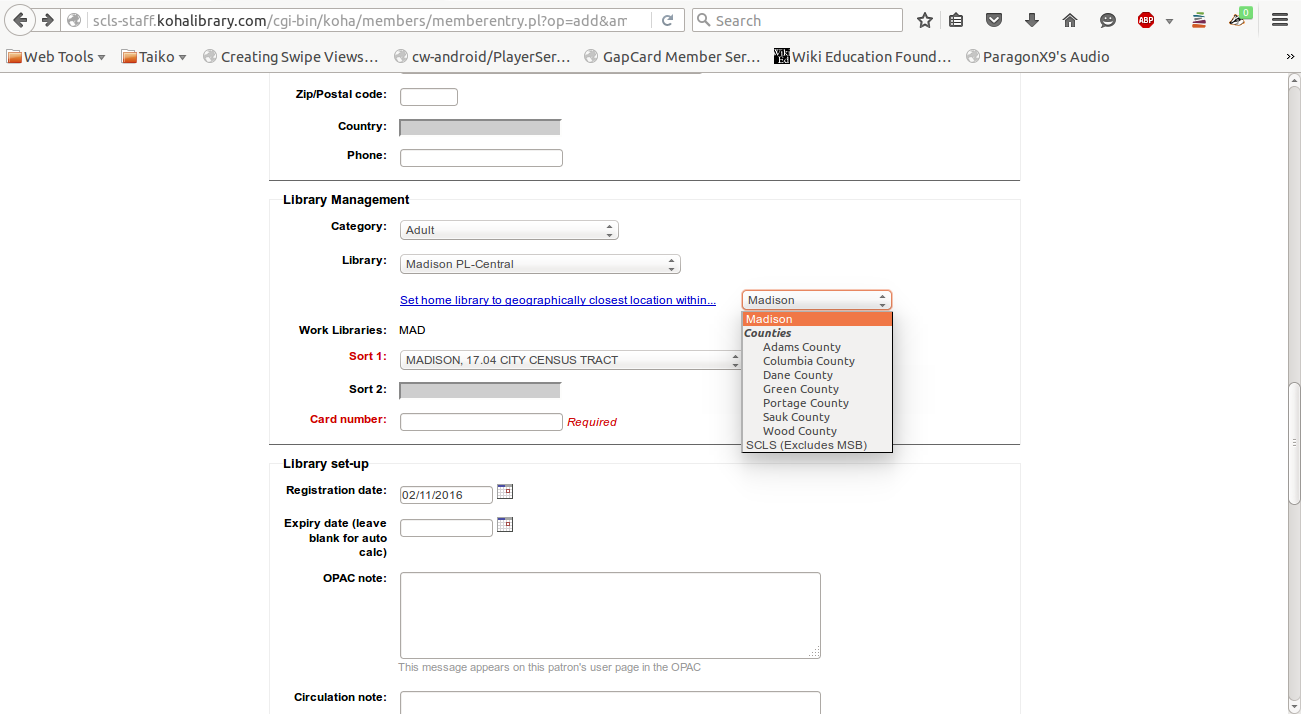 scls-staff.kohalibrary.com/cgi-bin/koha/members/memberentry.pl?op=add&am
Search
ABP
0
Web Tools
Taiko
Creating Swipe Views...
cw-android/PlayerSer...
GapCard Member Ser...
Wiki Ed
Wiki Education Found...
ParagonX9's Audio
»
Zip/Postal code:
Country:
Phone:
Library Management
Category: Adult
Library: Madison PL-Central
Set home library to geographically closest location within... Madison
Madison
Counties
Adams County
Columbia County
Dane County
Green County
Portage County
Sauk County
Wood County
SCLS (Excludes MSB)
Work Libraries: MAD
Sort 1: MADISON, 17.04 CITY CENSUS TRACT
Sort 2:
Card number: Required
Library set-up
Registration date: 02/11/2016
Expiry date (leave
blank for auto
calc)
OPAC note:
This message appears on this patron's user page in the OPAC
Circulation note: